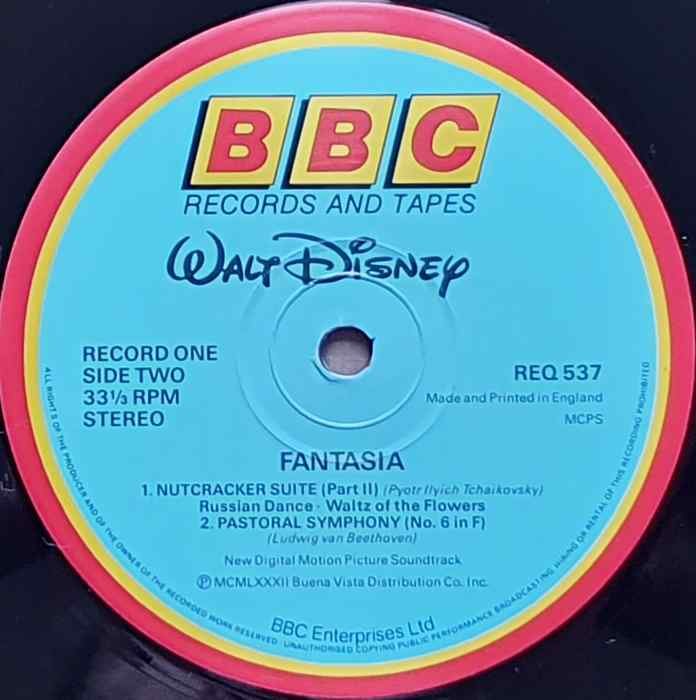 BBC
RECORDS AND TAPES
WALT DISNEY
RECORD ONE
SIDE TWO
33⅓ RPM
STEREO
REQ 537
Made and Printed in England
MCPS
FANTASIA
1. NUTCRACKER SUITE (Part II) (Pyotr Ilyich Tchaikovsky)
Russian Dance · Waltz of the Flowers
2. PASTORAL SYMPHONY (No. 6 in F)
(Ludwig van Beethoven)
New Digital Motion Picture Soundtrack
℗ MCMLXXXII Buena Vista Distribution Co. Inc.
BBC Enterprises Ltd
ALL RIGHTS OF THE PRODUCER AND OF THE OWNER OF THE RECORDED WORK RESERVED · UNAUTHORISED COPYING PUBLIC PERFORMANCE BROADCASTING, HIRING OR RENTAL OF THIS RECORDING PROHIBITED